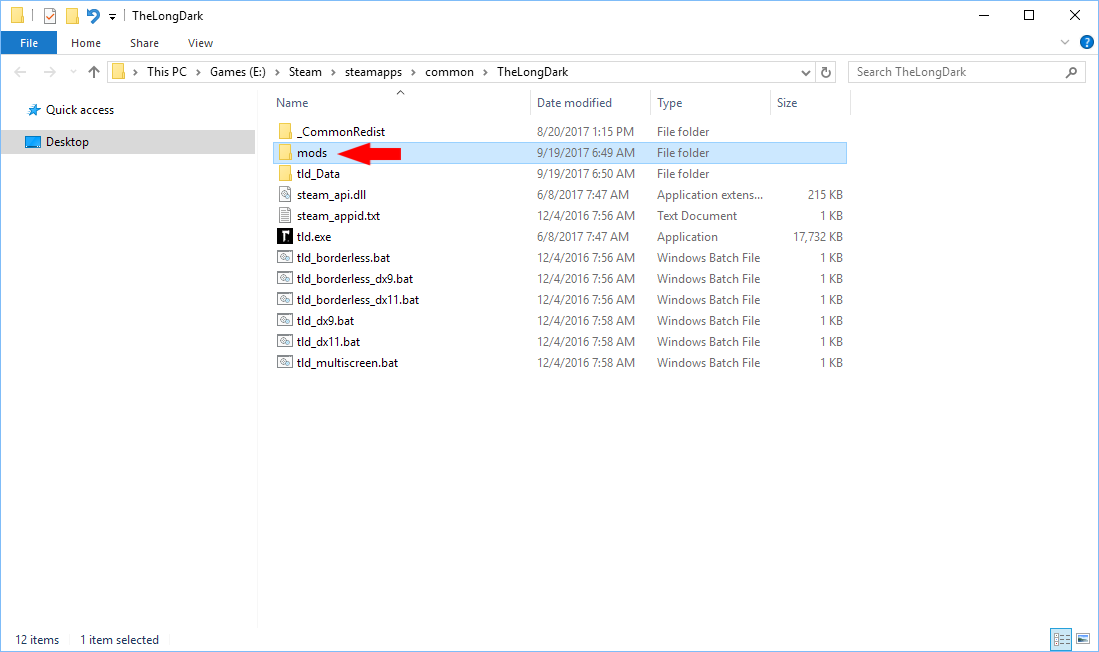 TheLongDark
File Home Share View
This PC Games (E:) Steam steamapps common TheLongDark Search TheLongDark
Quick access
Desktop
Name Date modified Type Size
_CommonRedist 8/20/2017 1:15 PM File folder
mods 9/19/2017 6:49 AM File folder
tld_Data 9/19/2017 6:50 AM File folder
steam_api.dll 6/8/2017 7:47 AM Application extens... 215 KB
steam_appid.txt 12/4/2016 7:56 AM Text Document 1 KB
tld.exe 6/8/2017 7:47 AM Application 17,732 KB
tld_borderless.bat 12/4/2016 7:56 AM Windows Batch File 1 KB
tld_borderless_dx9.bat 12/4/2016 7:56 AM Windows Batch File 1 KB
tld_borderless_dx11.bat 12/4/2016 7:56 AM Windows Batch File 1 KB
tld_dx9.bat 12/4/2016 7:58 AM Windows Batch File 1 KB
tld_dx11.bat 12/4/2016 7:58 AM Windows Batch File 1 KB
tld_multiscreen.bat 12/4/2016 7:58 AM Windows Batch File 1 KB
12 items 1 item selected